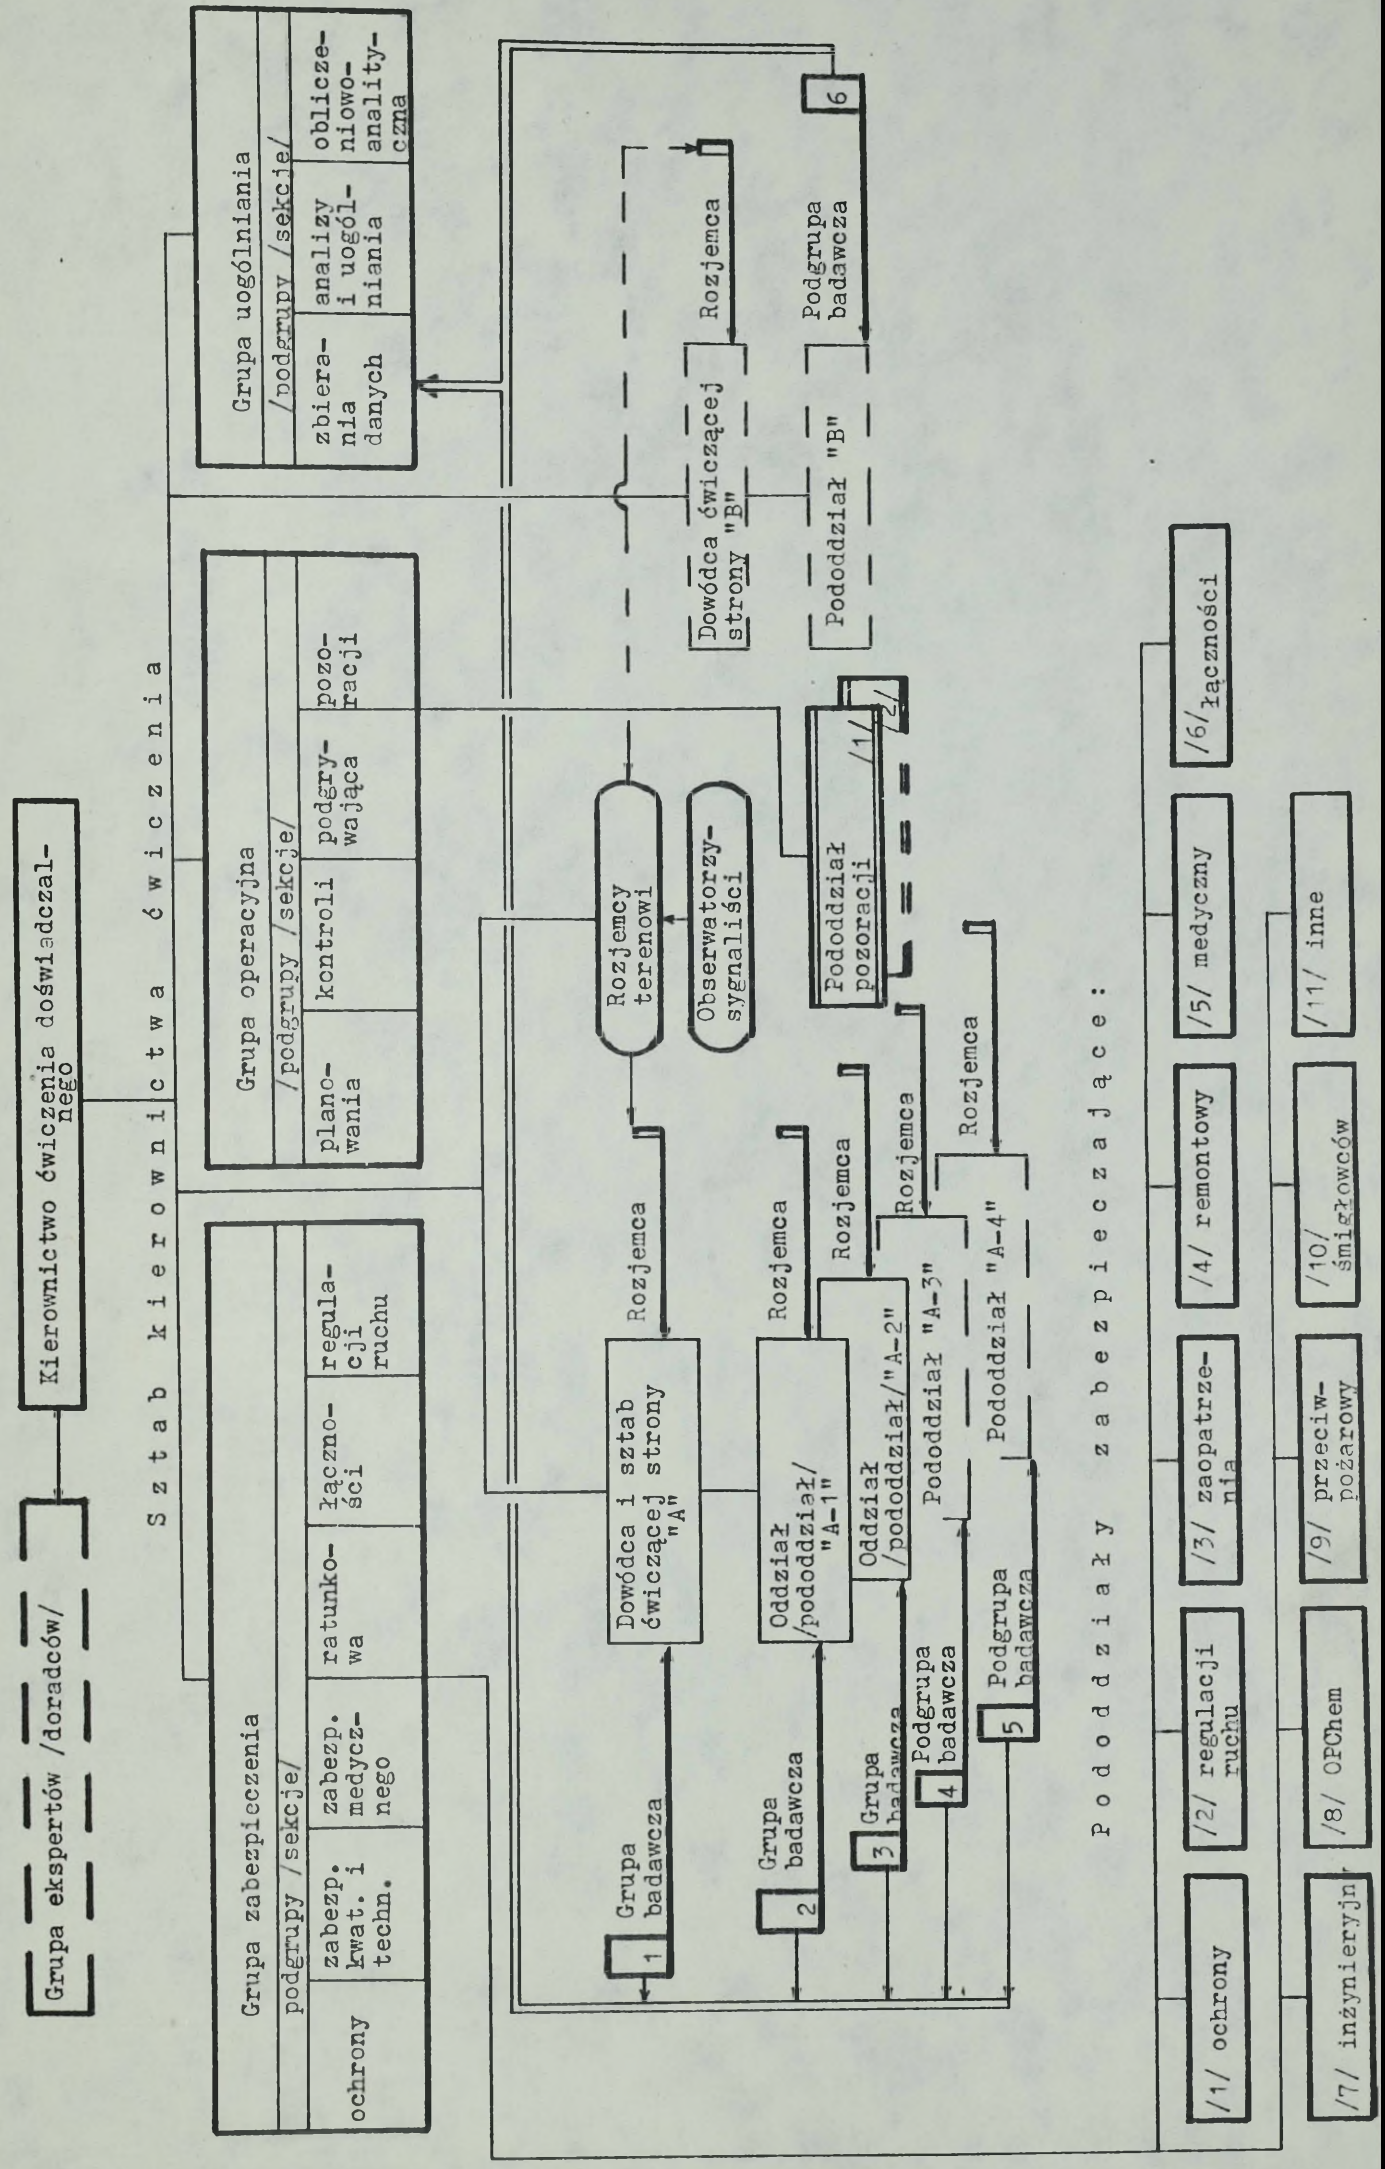 Kierownictwo ćwiczenia doświadczal-
nego
Grupa ekspertów /doradców/
Sztab kierownictwa ćwiczenia
Grupa zabezpieczenia
podgrupy /sekcje/
ochrony
zabezp.
kwat. i
techn.
zabezp.
medycz-
nego
ratunko-
wa
łączno-
ści
regula-
cji
ruchu
Grupa operacyjna
/podgrupy /sekcje/
plano-
wania
kontroli
podgry-
wająca
pozo-
racji
Grupa uogólniania
/podgrupy /sekcje/
zbiera-
nia
danych
analizy
i uogól-
niania
oblicze-
niowo-
anality-
czna
Grupa
badawcza
1
Dowódca i sztab
ćwiczącej strony
"A"
Rozjemca
Rozjemcy
terenowi
Obserwatorzy-
sygnaliści
Dowódca ćwiczącej
strony "B"
Rozjemca
Grupa
badawcza
2
Oddział
/pododdział/
"A-1"
Rozjemca
Grupa
badawcza
3
Oddział
/pododdział/"A-2"
Rozjemca
Podgrupa
badawcza
4
Pododdział "A-3"
Rozjemca
Podgrupa
badawcza
5
Pododdział "A-4"
Rozjemca
Pododdział
pozoracji
/1/
/2/
Pododdział "B"
Podgrupa
badawcza
6
Pododdziały zabezpieczające:
/1/ ochrony
/2/ regulacji
ruchu
/3/ zaopatrze-
nia
/4/ remontowy
/5/ medyczny
/6/
łączności
/7/ inżynieryjn
/8/ OPChem
/9/ przeciw-
pożarowy
/10/
śmigłowców
/11/ inne